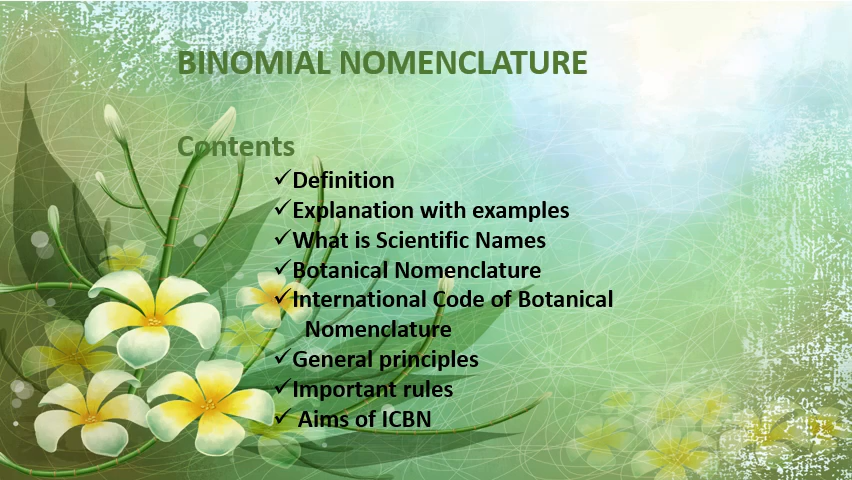 BINOMIAL NOMENCLATURE
Contents
✓Definition
✓Explanation with examples
✓What is Scientific Names
✓Botanical Nomenclature
✓International Code of Botanical
Nomenclature
✓General principles
✓Important rules
✓ Aims of ICBN